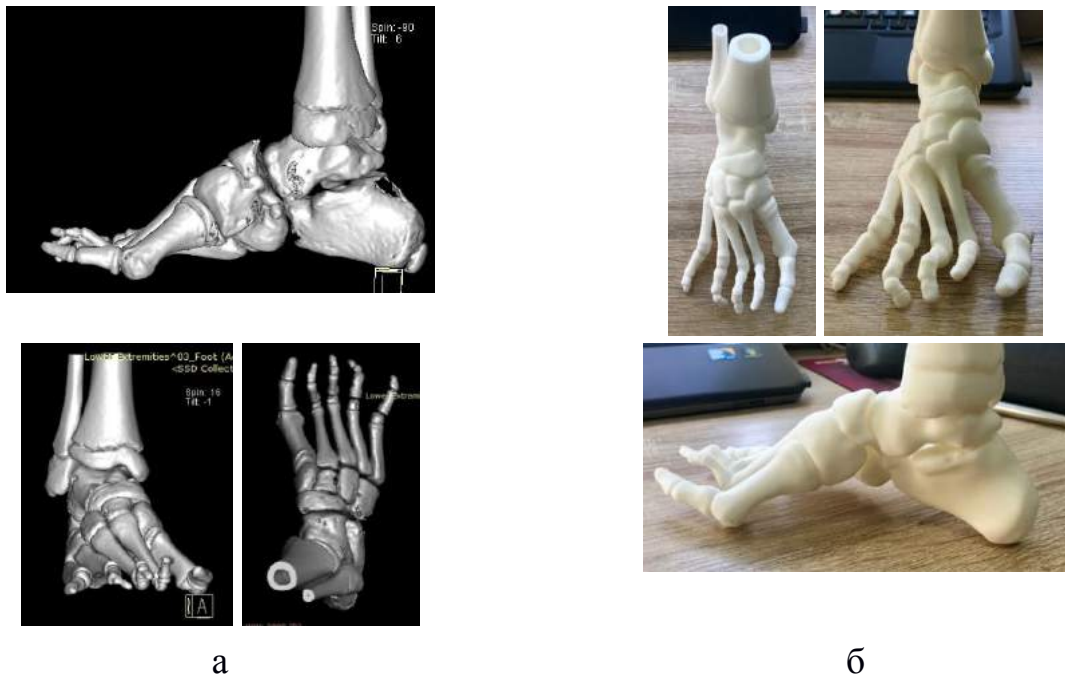 Spin: -90
Tilt: 6
Lower Extremities^03_Foot (A
<SSD Collect
Spin: 16
Tilt: -1
A
Lower Extrem
а
б